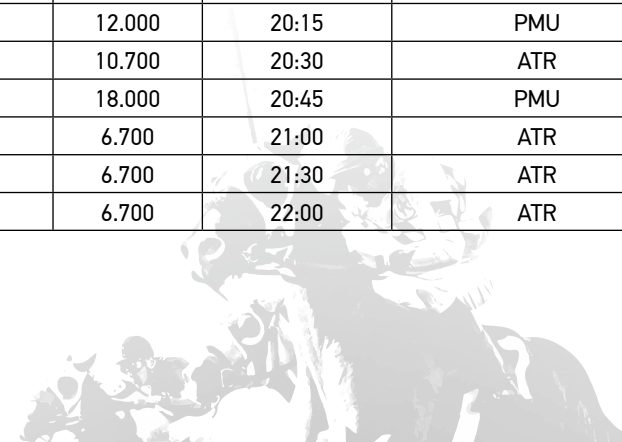 12.000 20:15 PMU
10.700 20:30 ATR
18.000 20:45 PMU
6.700 21:00 ATR
6.700 21:30 ATR
6.700 22:00 ATR